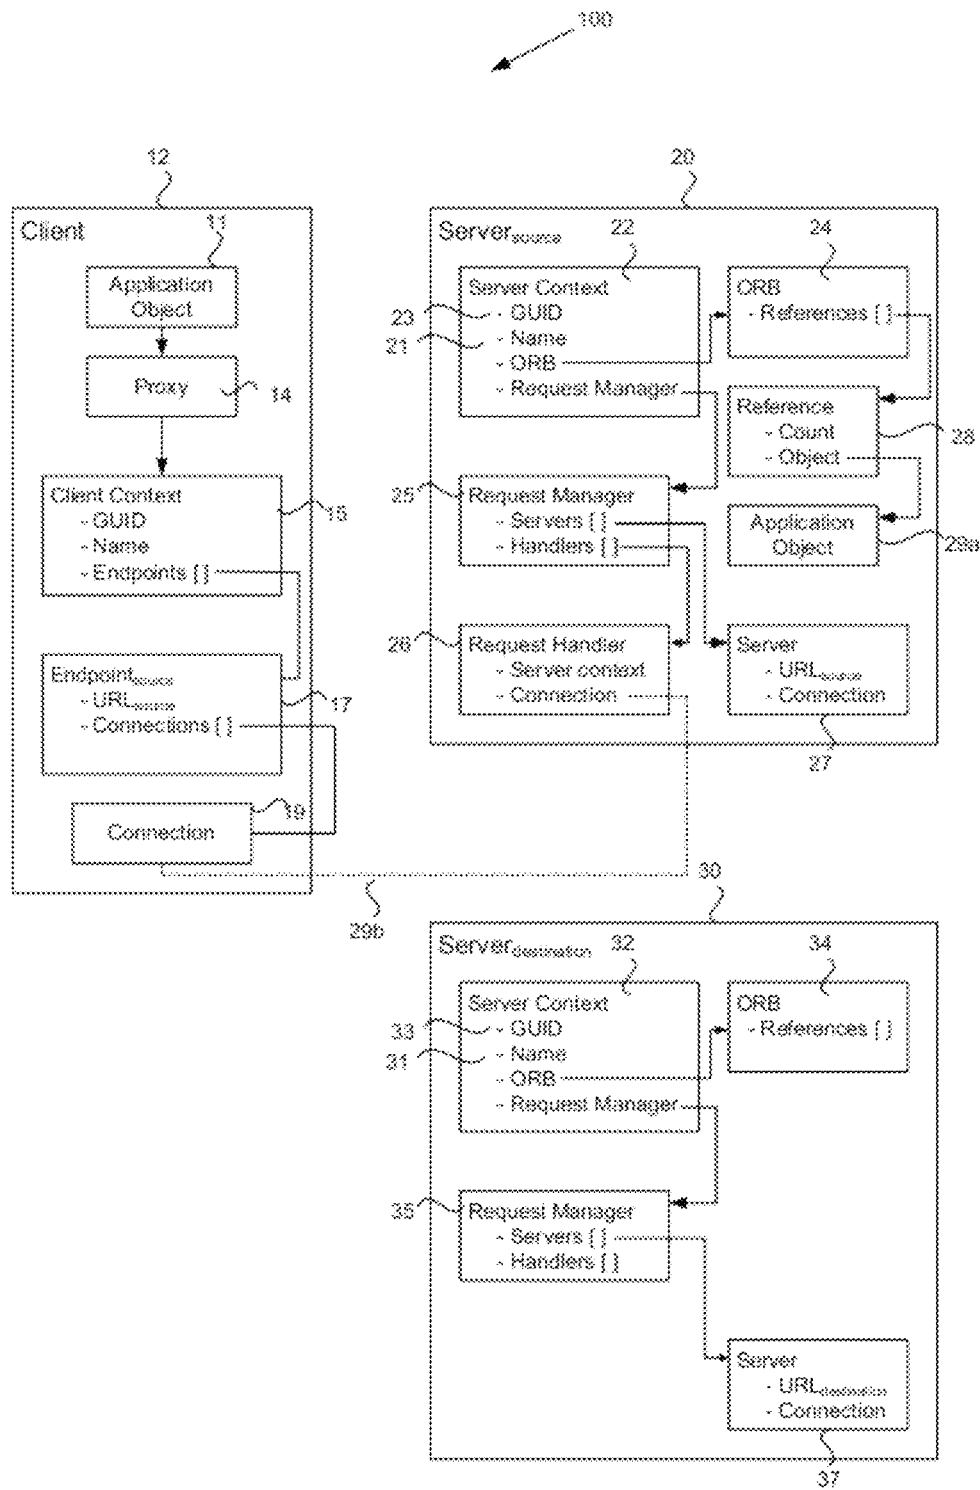 100
12
Client
11
Application
Object
Proxy
14
Client Context
- GUID
- Name
- Endpoints [ ]
15
Endpointsource
- URLsource
- Connections [ ]
17
19
Connection
29b
20
Serversource
22
Server Context
23
- GUID
21
- Name
- ORB
- Request Manager
24
ORB
- References [ ]
Reference
- Count
- Object
28
25
Request Manager
- Servers [ ]
- Handlers [ ]
Application
Object
29a
26
Request Handler
- Server context
- Connection
Server
- URLsource
- Connection
27
30
Serverdestination
32
Server Context
33
- GUID
31
- Name
- ORB
- Request Manager
34
ORB
- References [ ]
35
Request Manager
- Servers [ ]
- Handlers [ ]
Server
- URLdestination
- Connection
37